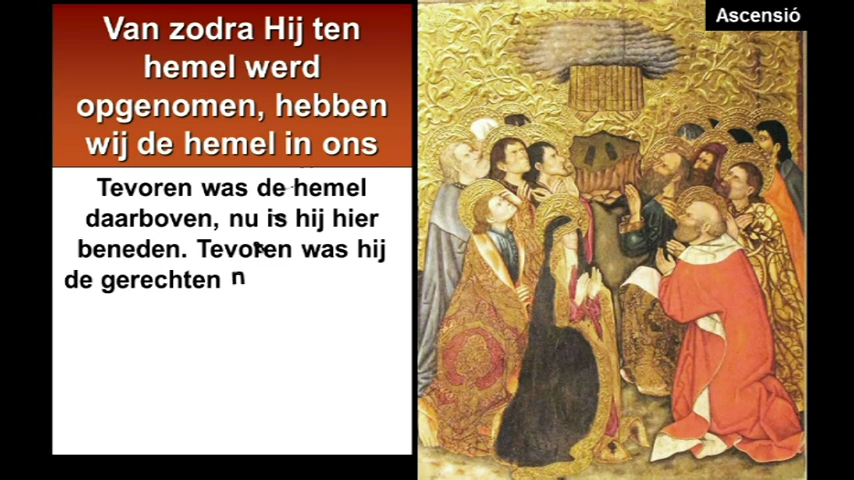 Van zodra Hij ten
hemel werd
opgenomen, hebben
wij de hemel in ons
Tevoren was de hemel
daarboven, nu is hij hier
beneden. Tevoren was hij
de gerechten n
Ascensió